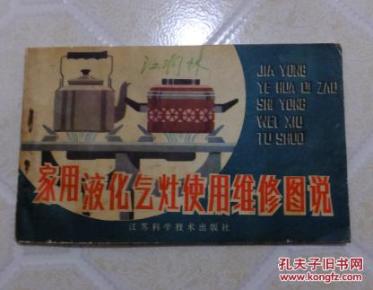 江
JIA YONG
YE HUA QI ZAO
SHI YONG
WEI XIU
TU SHUO
家用液化气灶使用维修图说
江苏科学技术出版社
孔夫子旧书网